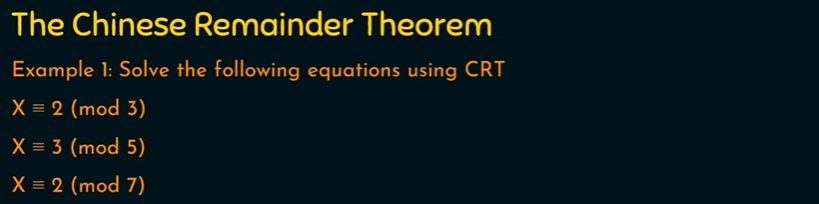 The Chinese Remainder Theorem
Example 1: Solve the following equations using CRT
X ≡ 2 (mod 3)
X ≡ 3 (mod 5)
X ≡ 2 (mod 7)